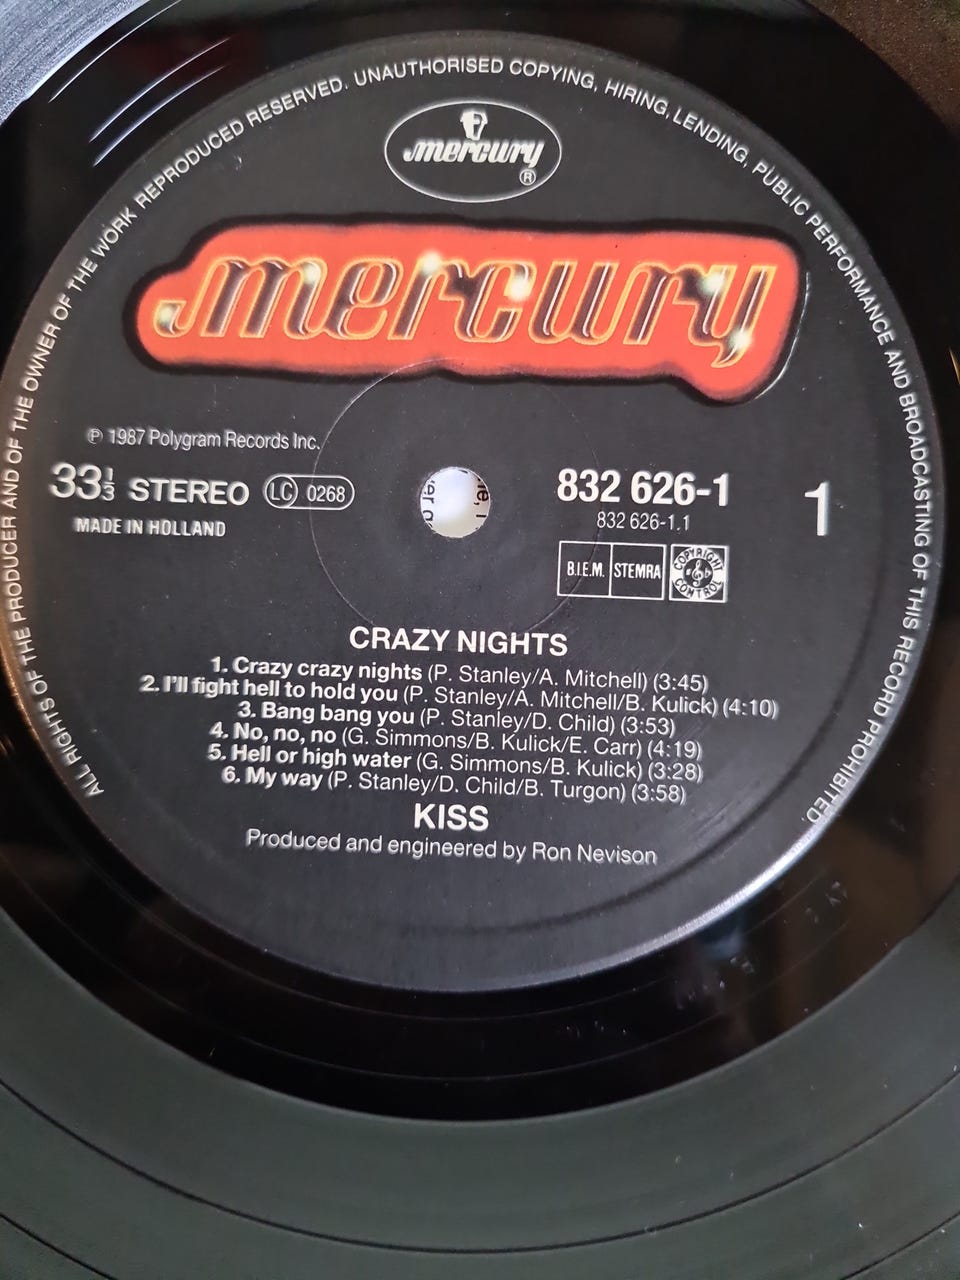 ALL RIGHTS OF THE PRODUCER AND OF THE OWNER OF THE WORK REPRODUCED RESERVED. UNAUTHORISED COPYING, HIRING, LENDING, PUBLIC PERFORMANCE AND BROADCASTING OF THIS RECORD PROHIBITED.
mercury
®
mercury
℗ 1987 Polygram Records Inc.
33⅓ STEREO LC 0268
MADE IN HOLLAND
832 626-1
832 626-1.1
1
B.I.E.M. STEMRA COPYRIGHT CONTROL
CRAZY NIGHTS
1. Crazy crazy nights (P. Stanley/A. Mitchell) (3:45)
2. I'll fight hell to hold you (P. Stanley/A. Mitchell/B. Kulick) (4:10)
3. Bang bang you (P. Stanley/D. Child) (3:53)
4. No, no, no (G. Simmons/B. Kulick/E. Carr) (4:19)
5. Hell or high water (G. Simmons/B. Kulick) (3:28)
6. My way (P. Stanley/D. Child/B. Turgon) (3:58)
KISS
Produced and engineered by Ron Nevison